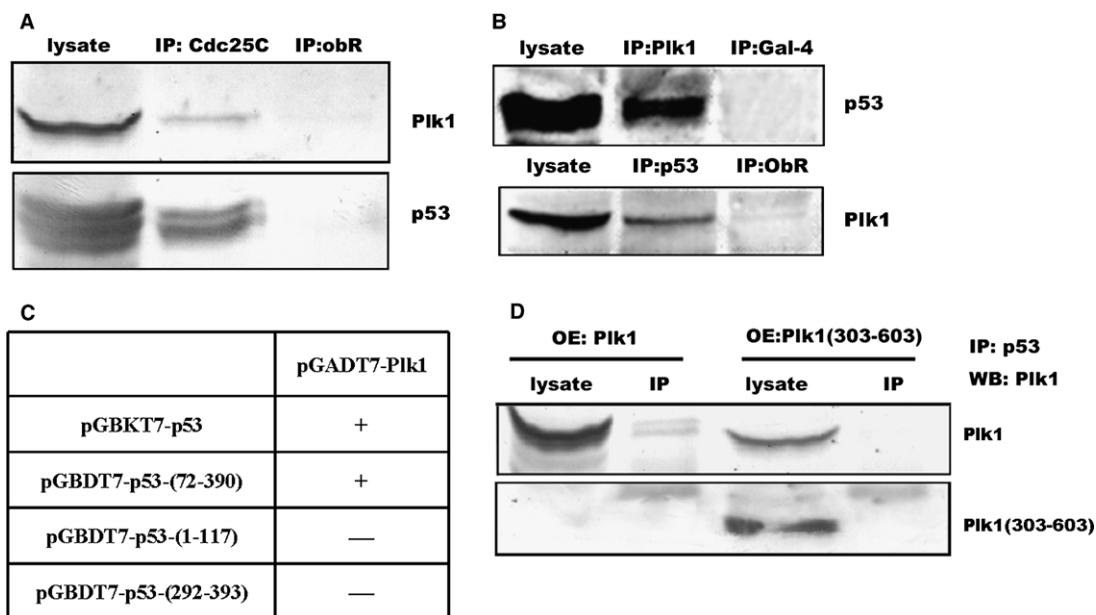 A
lysate IP: Cdc25C IP:obR
Plk1
p53
B
lysate IP:Plk1 IP:Gal-4
p53
lysate IP:p53 IP:ObR
Plk1
C
pGADT7-Plk1
pGBKT7-p53 +
pGBDT7-p53-(72-390) +
pGBDT7-p53-(1-117) —
pGBDT7-p53-(292-393) —
D
OE: Plk1 OE:Plk1(303-603) IP: p53
lysate IP lysate IP WB: Plk1
Plk1
Plk1(303-603)